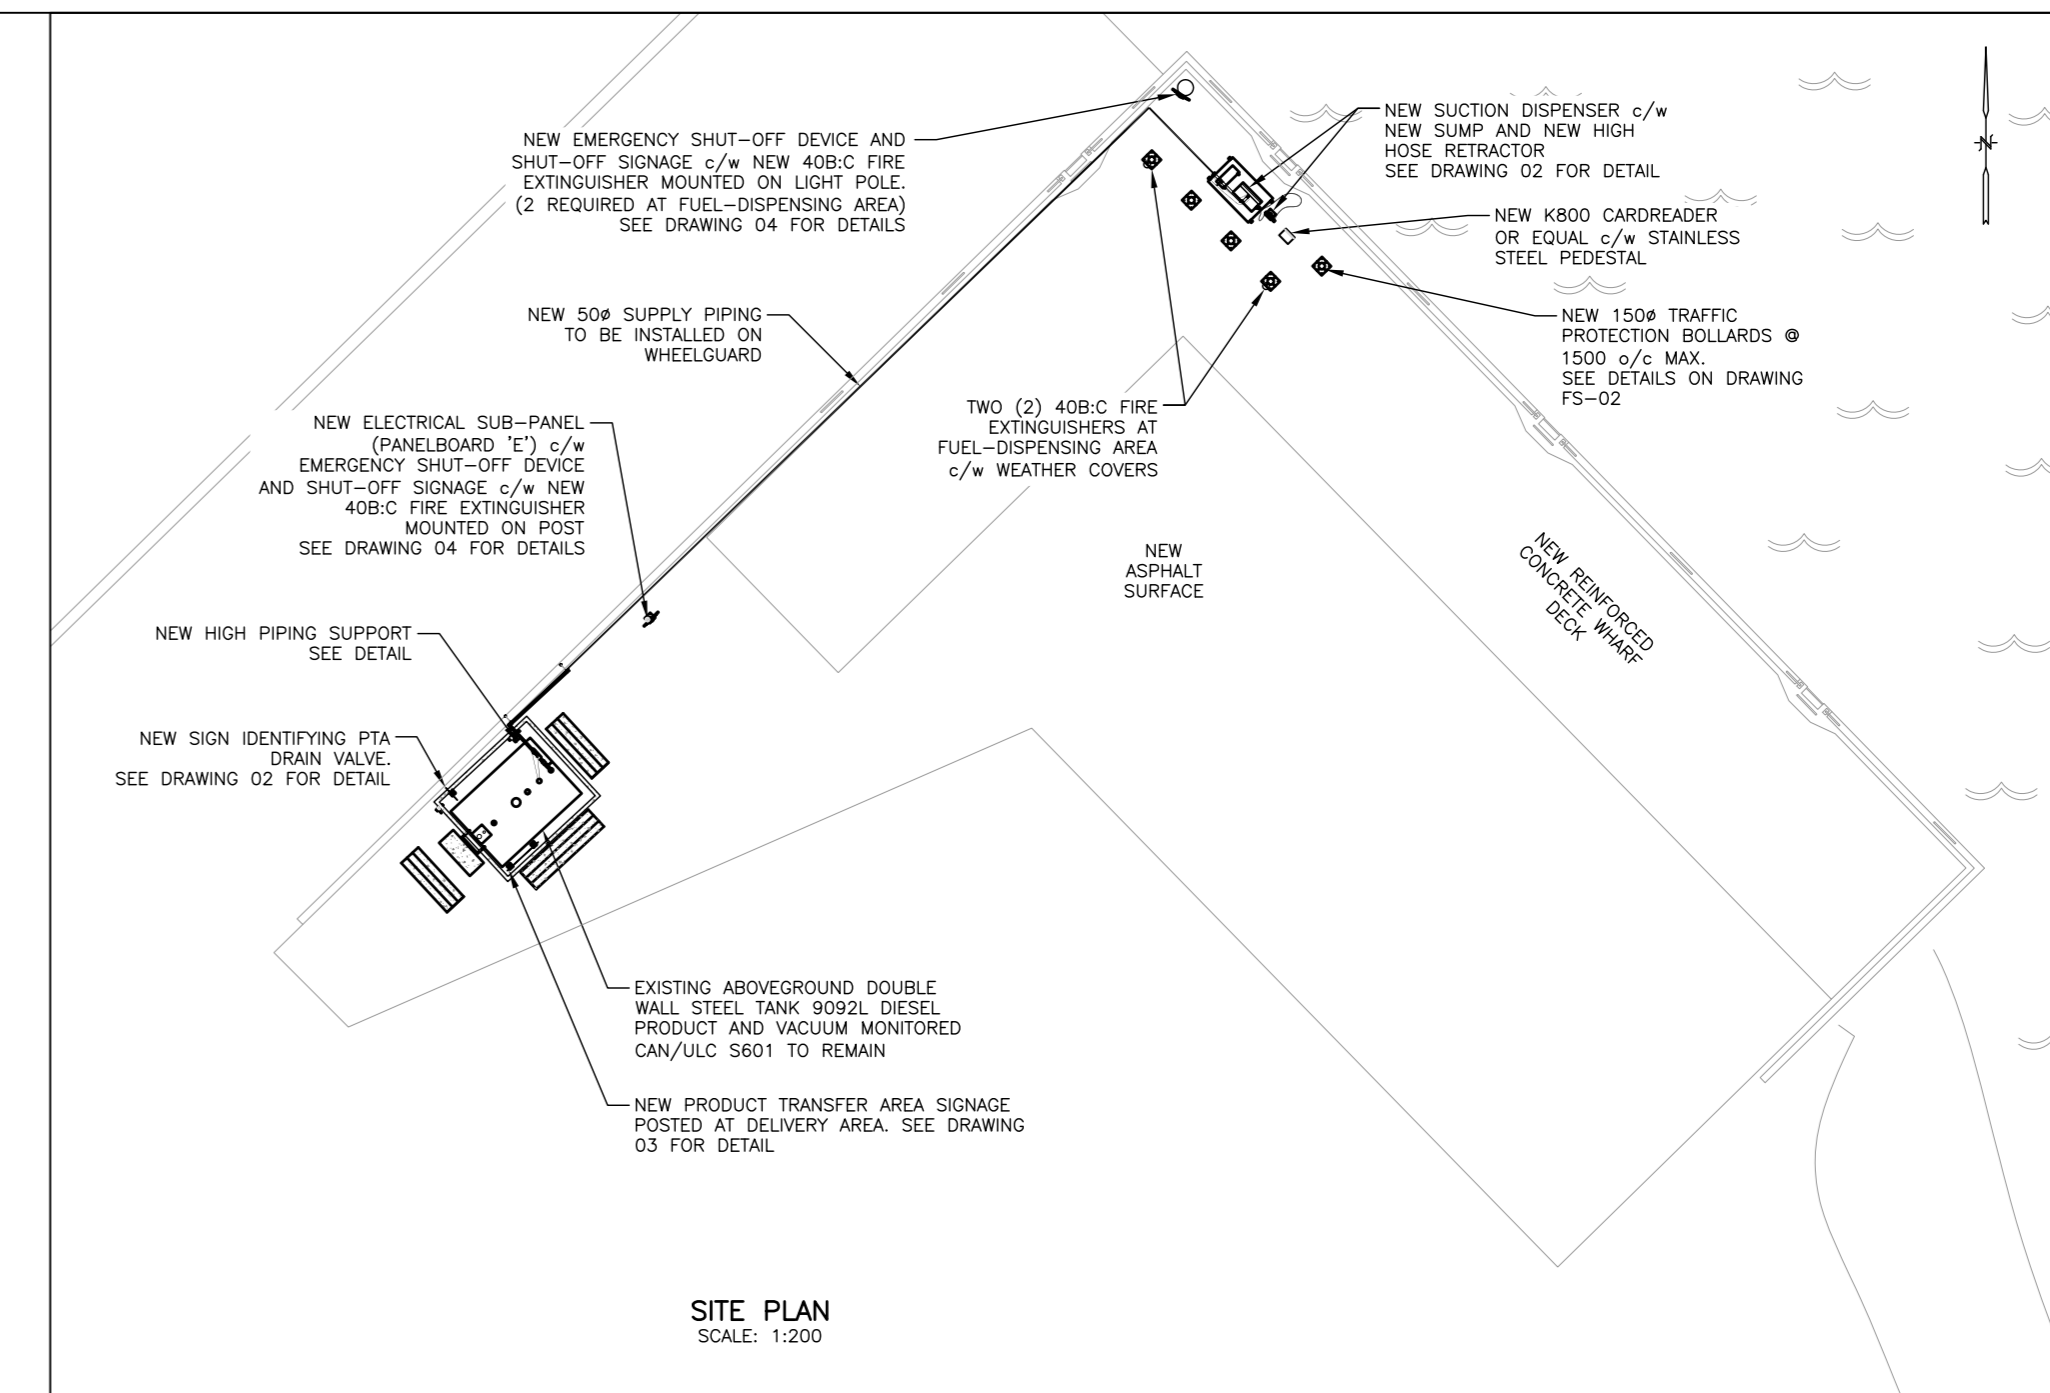 NEW EMERGENCY SHUT-OFF DEVICE AND
SHUT-OFF SIGNAGE c/w NEW 40B:C FIRE
EXTINGUISHER MOUNTED ON LIGHT POLE.
(2 REQUIRED AT FUEL-DISPENSING AREA)
SEE DRAWING 04 FOR DETAILS
NEW SUCTION DISPENSER c/w
NEW SUMP AND NEW HIGH
HOSE RETRACTOR
SEE DRAWING 02 FOR DETAIL
N
NEW K800 CARDREADER
OR EQUAL c/w STAINLESS
STEEL PEDESTAL
NEW 50ø SUPPLY PIPING
TO BE INSTALLED ON
WHEELGUARD
NEW 150ø TRAFFIC
PROTECTION BOLLARDS @
1500 o/c MAX.
SEE DETAILS ON DRAWING
FS-02
TWO (2) 40B:C FIRE
EXTINGUISHERS AT
FUEL-DISPENSING AREA
c/w WEATHER COVERS
NEW ELECTRICAL SUB-PANEL
(PANELBOARD 'E') c/w
EMERGENCY SHUT-OFF DEVICE
AND SHUT-OFF SIGNAGE c/w NEW
40B:C FIRE EXTINGUISHER
MOUNTED ON POST
SEE DRAWING 04 FOR DETAILS
NEW
ASPHALT
SURFACE
NEW REINFORCED
CONCRETE WHARF
DECK
NEW HIGH PIPING SUPPORT
SEE DETAIL
NEW SIGN IDENTIFYING PTA
DRAIN VALVE.
SEE DRAWING 02 FOR DETAIL
EXISTING ABOVEGROUND DOUBLE
WALL STEEL TANK 9092L DIESEL
PRODUCT AND VACUUM MONITORED
CAN/ULC S601 TO REMAIN
NEW PRODUCT TRANSFER AREA SIGNAGE
POSTED AT DELIVERY AREA. SEE DRAWING
03 FOR DETAIL
SITE PLAN
SCALE: 1:200